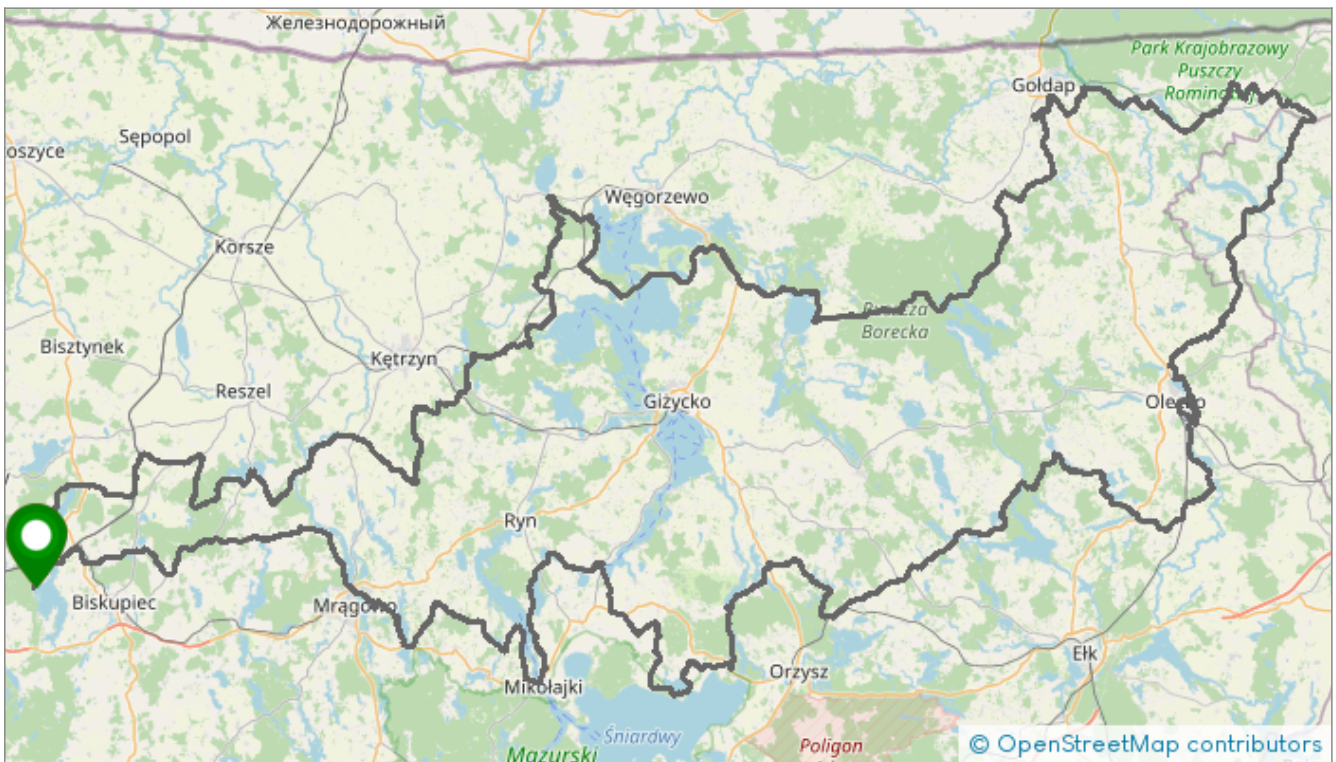 Железнодорожный
Park Krajobrazowy
Puszczy
Gołdap
Sępopol
oszyce
Węgorzewo
Korsze
Puszcza
Borecka
Bisztynek
Kętrzyn
Reszel
Giżycko
Olecko
Ryn
Biskupiec
Mrągowo
Ełk
Orzysz
Mikołajki
Śniardwy
Poligon
Mazurski
© OpenStreetMap contributors